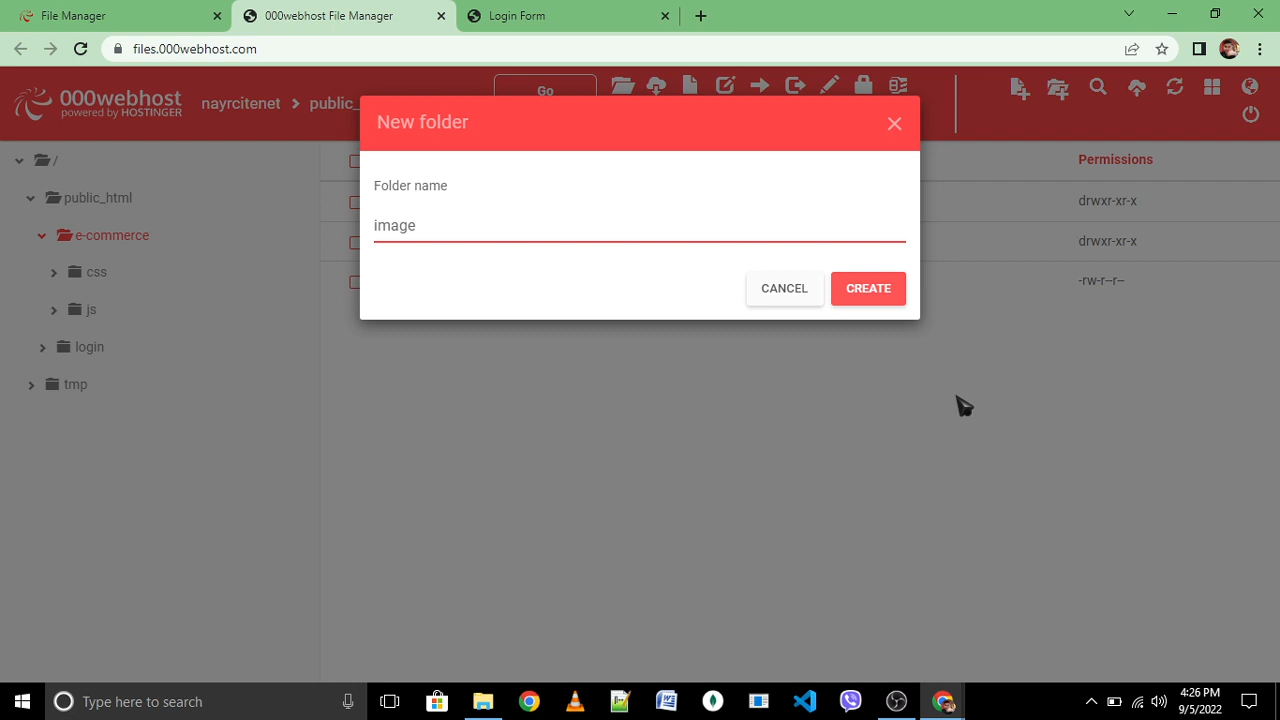 File Manager
000webhost File Manager
Login Form
files.000webhost.com
000webhost
powered by HOSTINGER
nayrcitenet > public_
Go
New folder
Folder name
image
CANCEL
CREATE
/
public_html
e-commerce
css
js
login
tmp
Permissions
drwxr-xr-x
drwxr-xr-x
-rw-r--r--
Type here to search
4:26 PM
9/5/2022